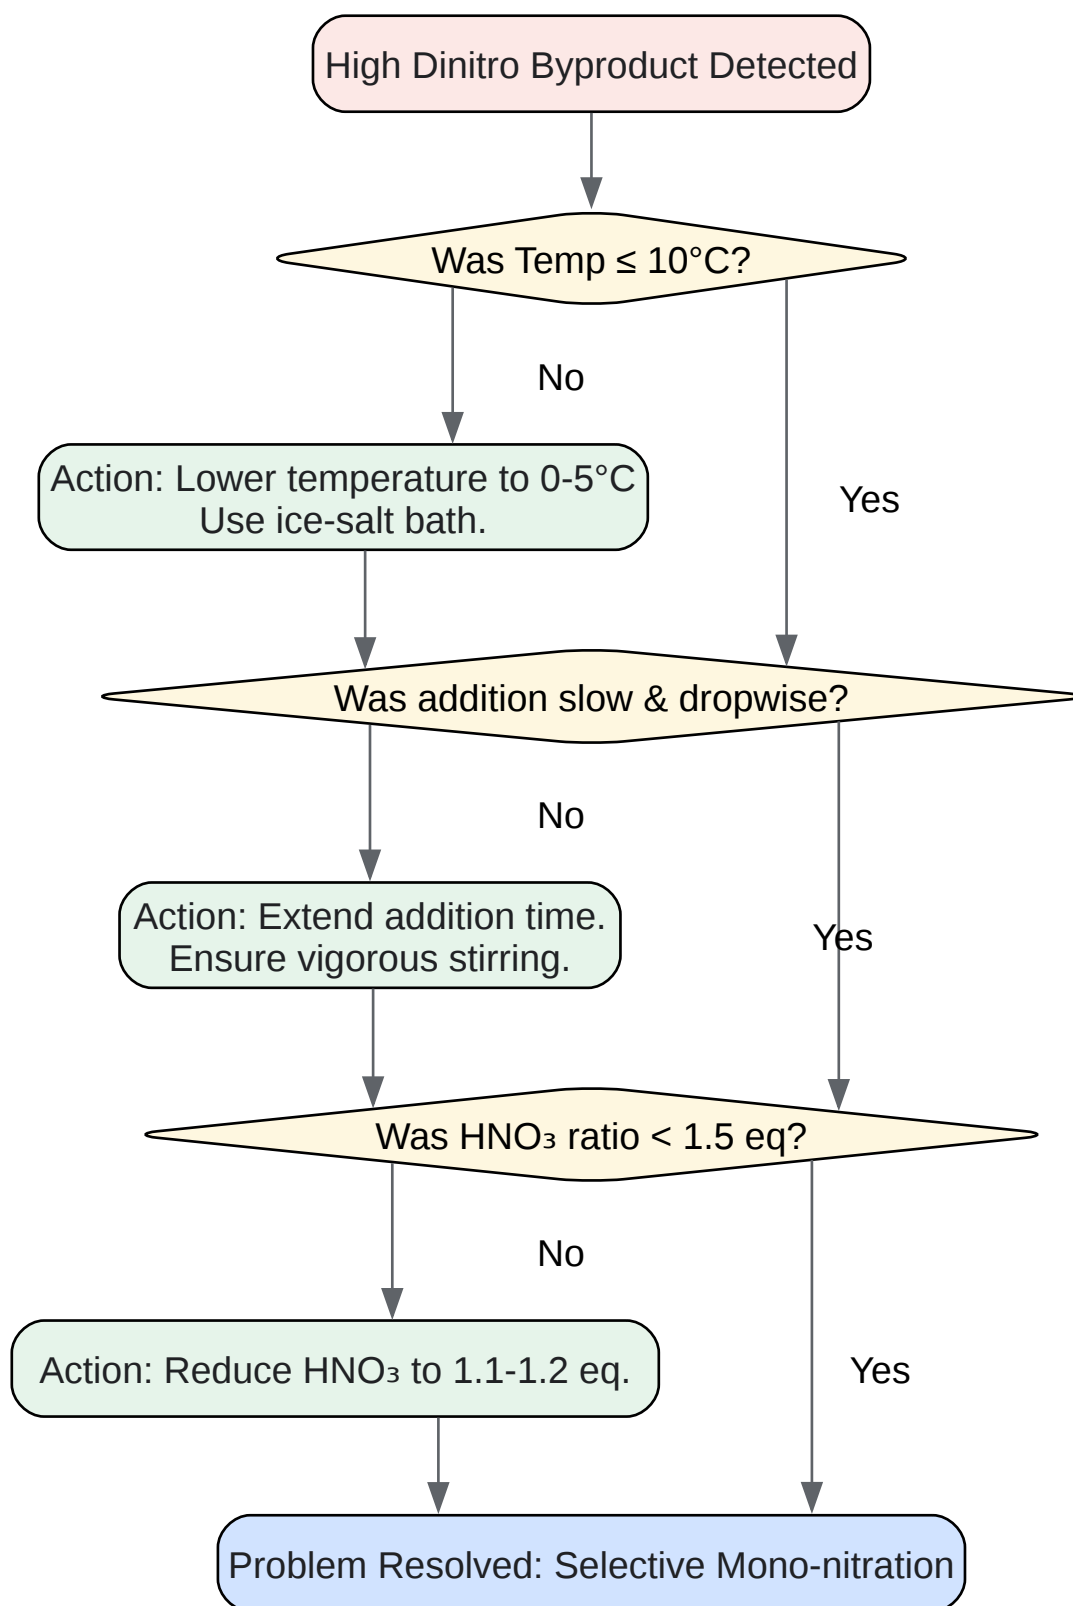 High Dinitro Byproduct Detected
Was Temp ≤ 10°C?
No
Action: Lower temperature to 0-5°C
Use ice-salt bath.
Yes
Was addition slow & dropwise?
No
Action: Extend addition time.
Ensure vigorous stirring.
Yes
Was HNO₃ ratio < 1.5 eq?
No
Action: Reduce HNO₃ to 1.1-1.2 eq.
Yes
Problem Resolved: Selective Mono-nitration